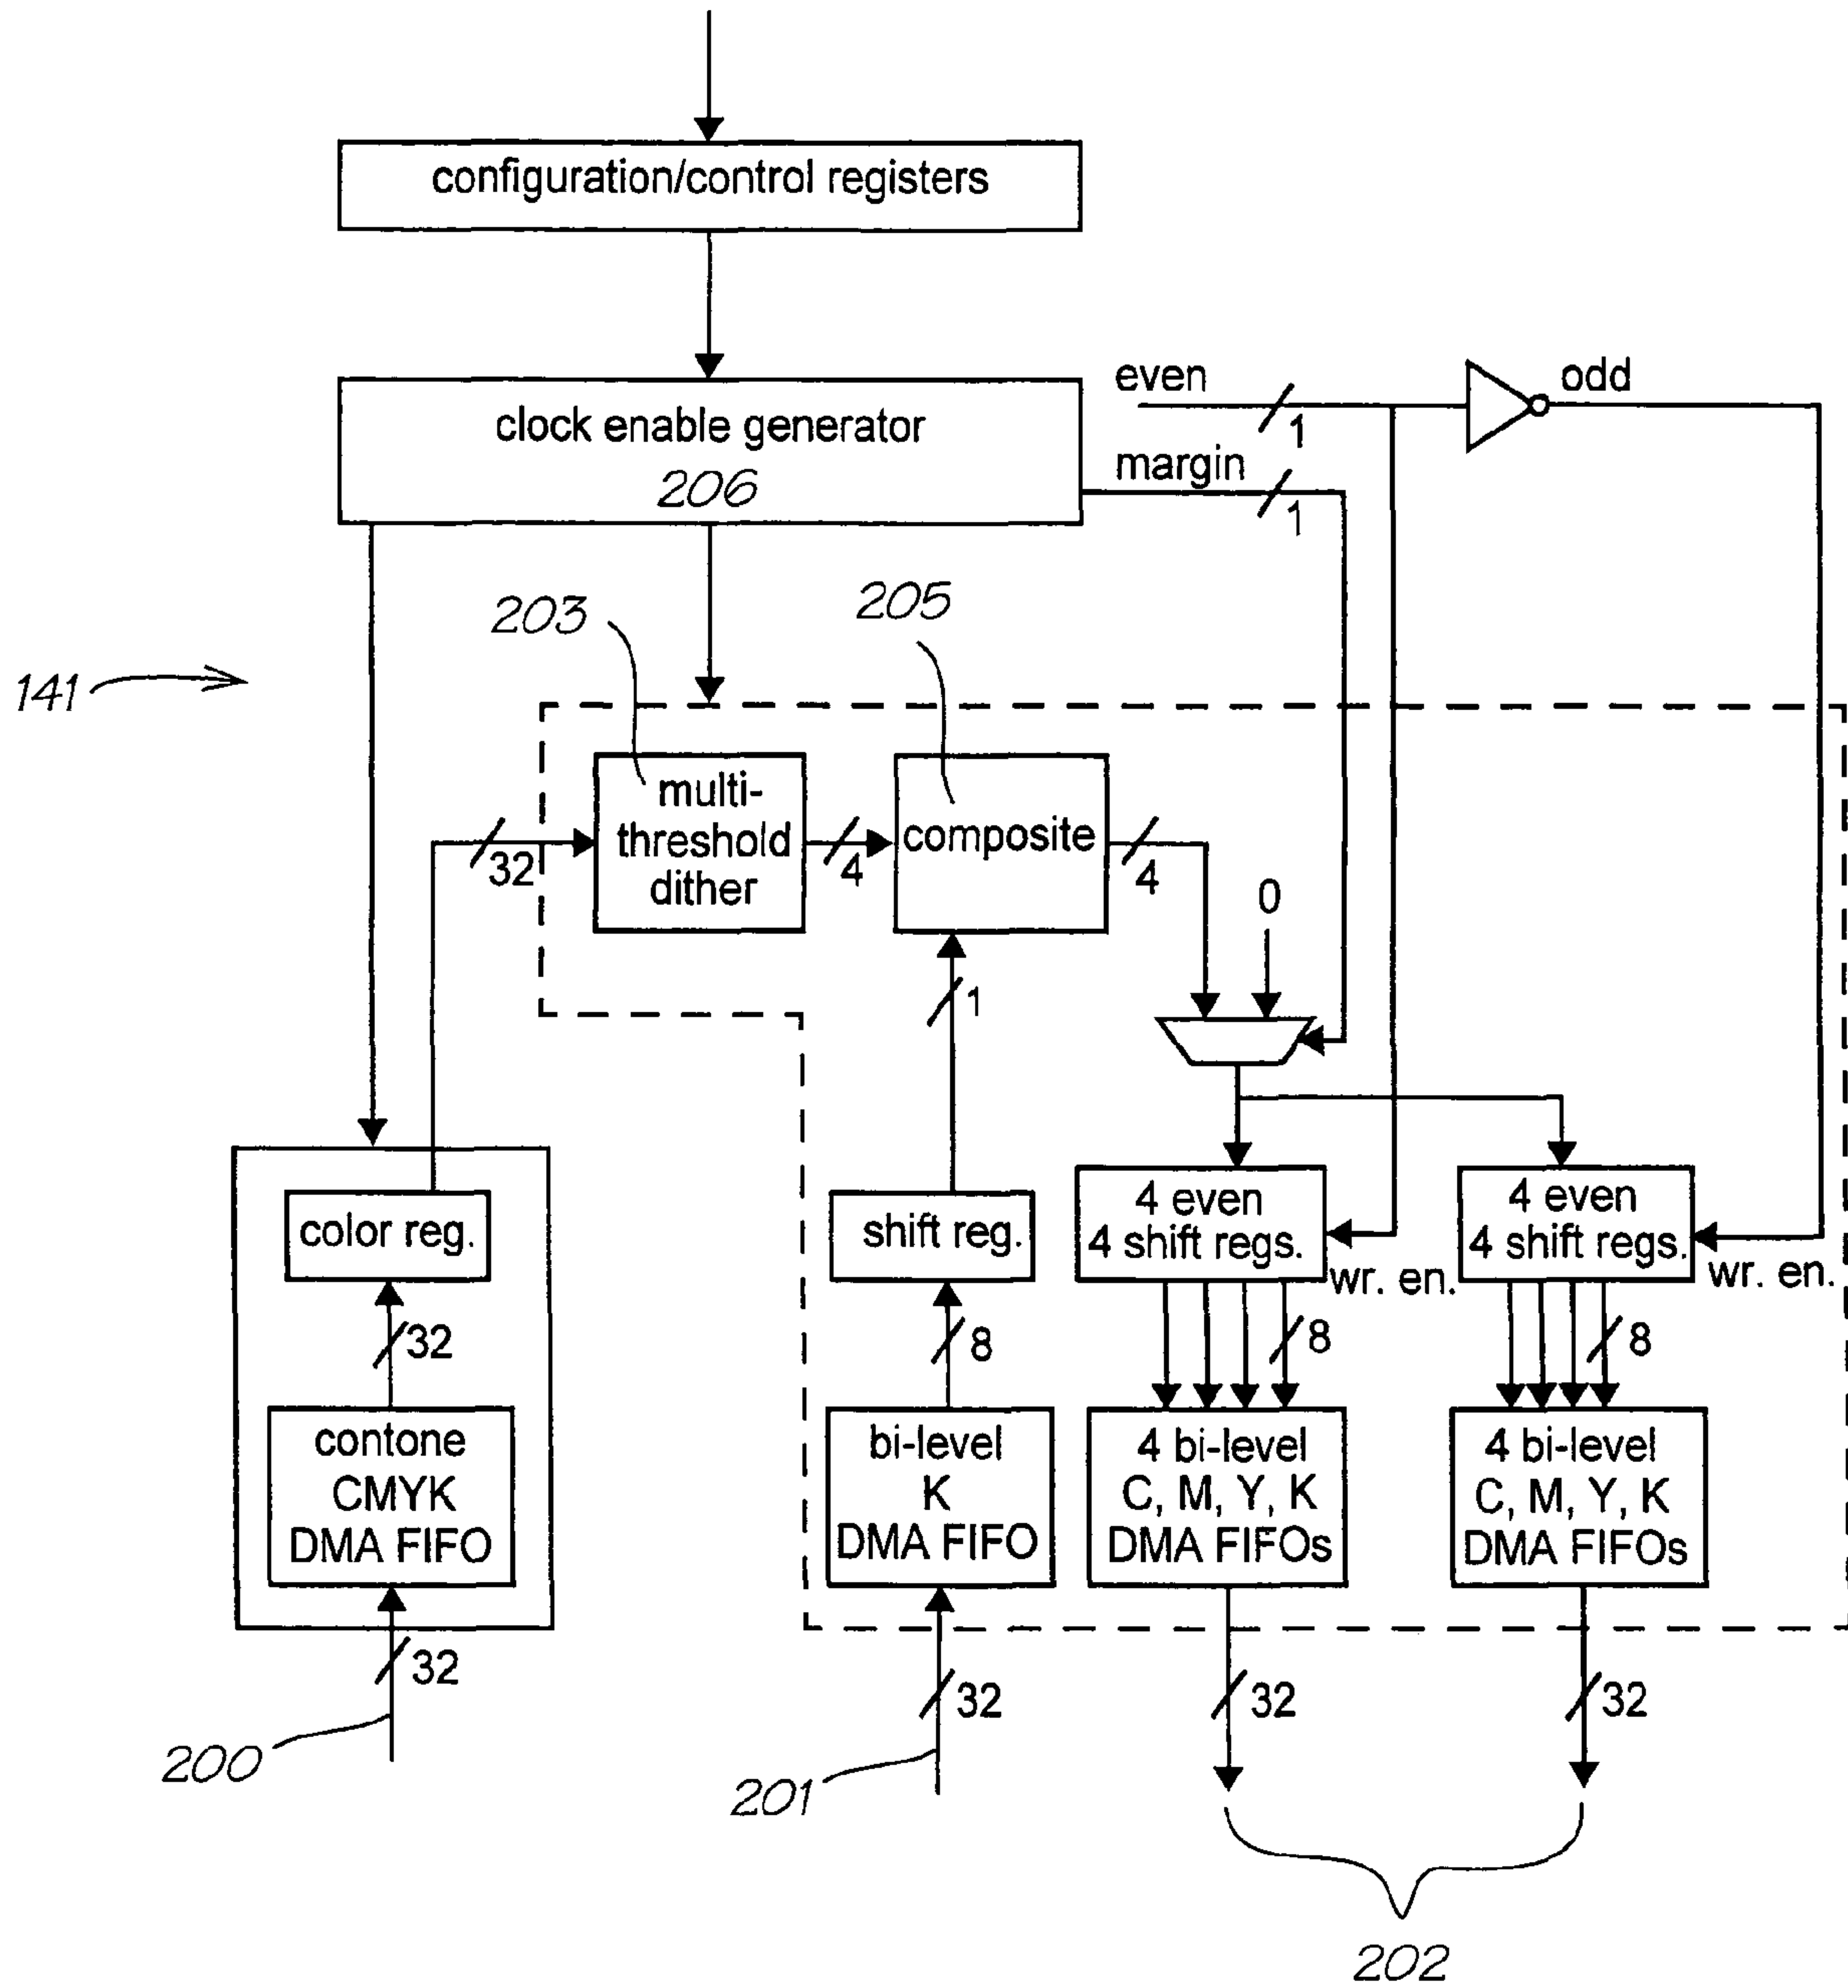 configuration/control registers
clock enable generator
206
even
1
odd
margin
1
203
205
141
multi-
threshold
dither
32
4
composite
4
0
1
color reg.
shift reg.
4 even
4 shift regs.
wr. en.
4 even
4 shift regs.
wr. en.
32
8
8
8
contone
CMYK
DMA FIFO
bi-level
K
DMA FIFO
4 bi-level
C, M, Y, K
DMA FIFOs
4 bi-level
C, M, Y, K
DMA FIFOs
32
32
32
32
200
201
202